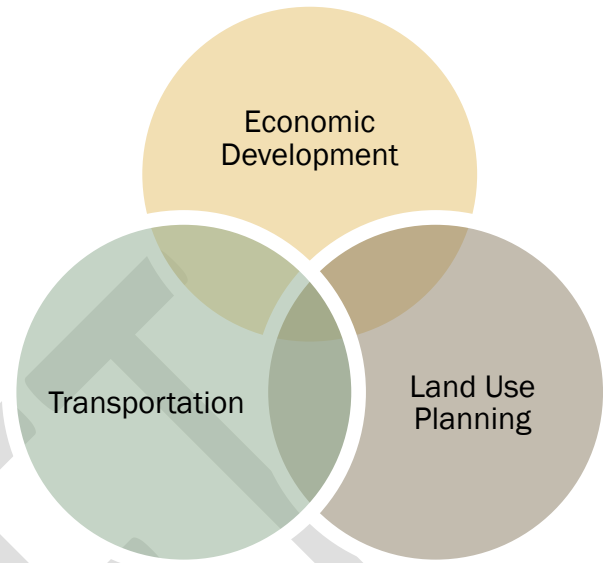 Economic
Development
Transportation
Land Use
Planning